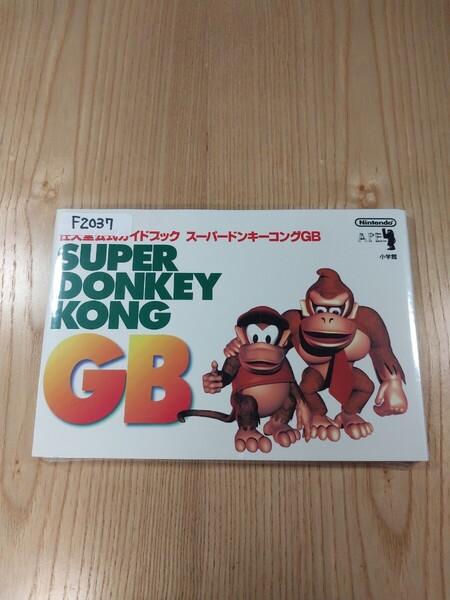 F2037
任天堂公式ガイドブック スーパードンキーコングGB
Nintendo
APE
小学館
SUPER
DONKEY
KONG
GB